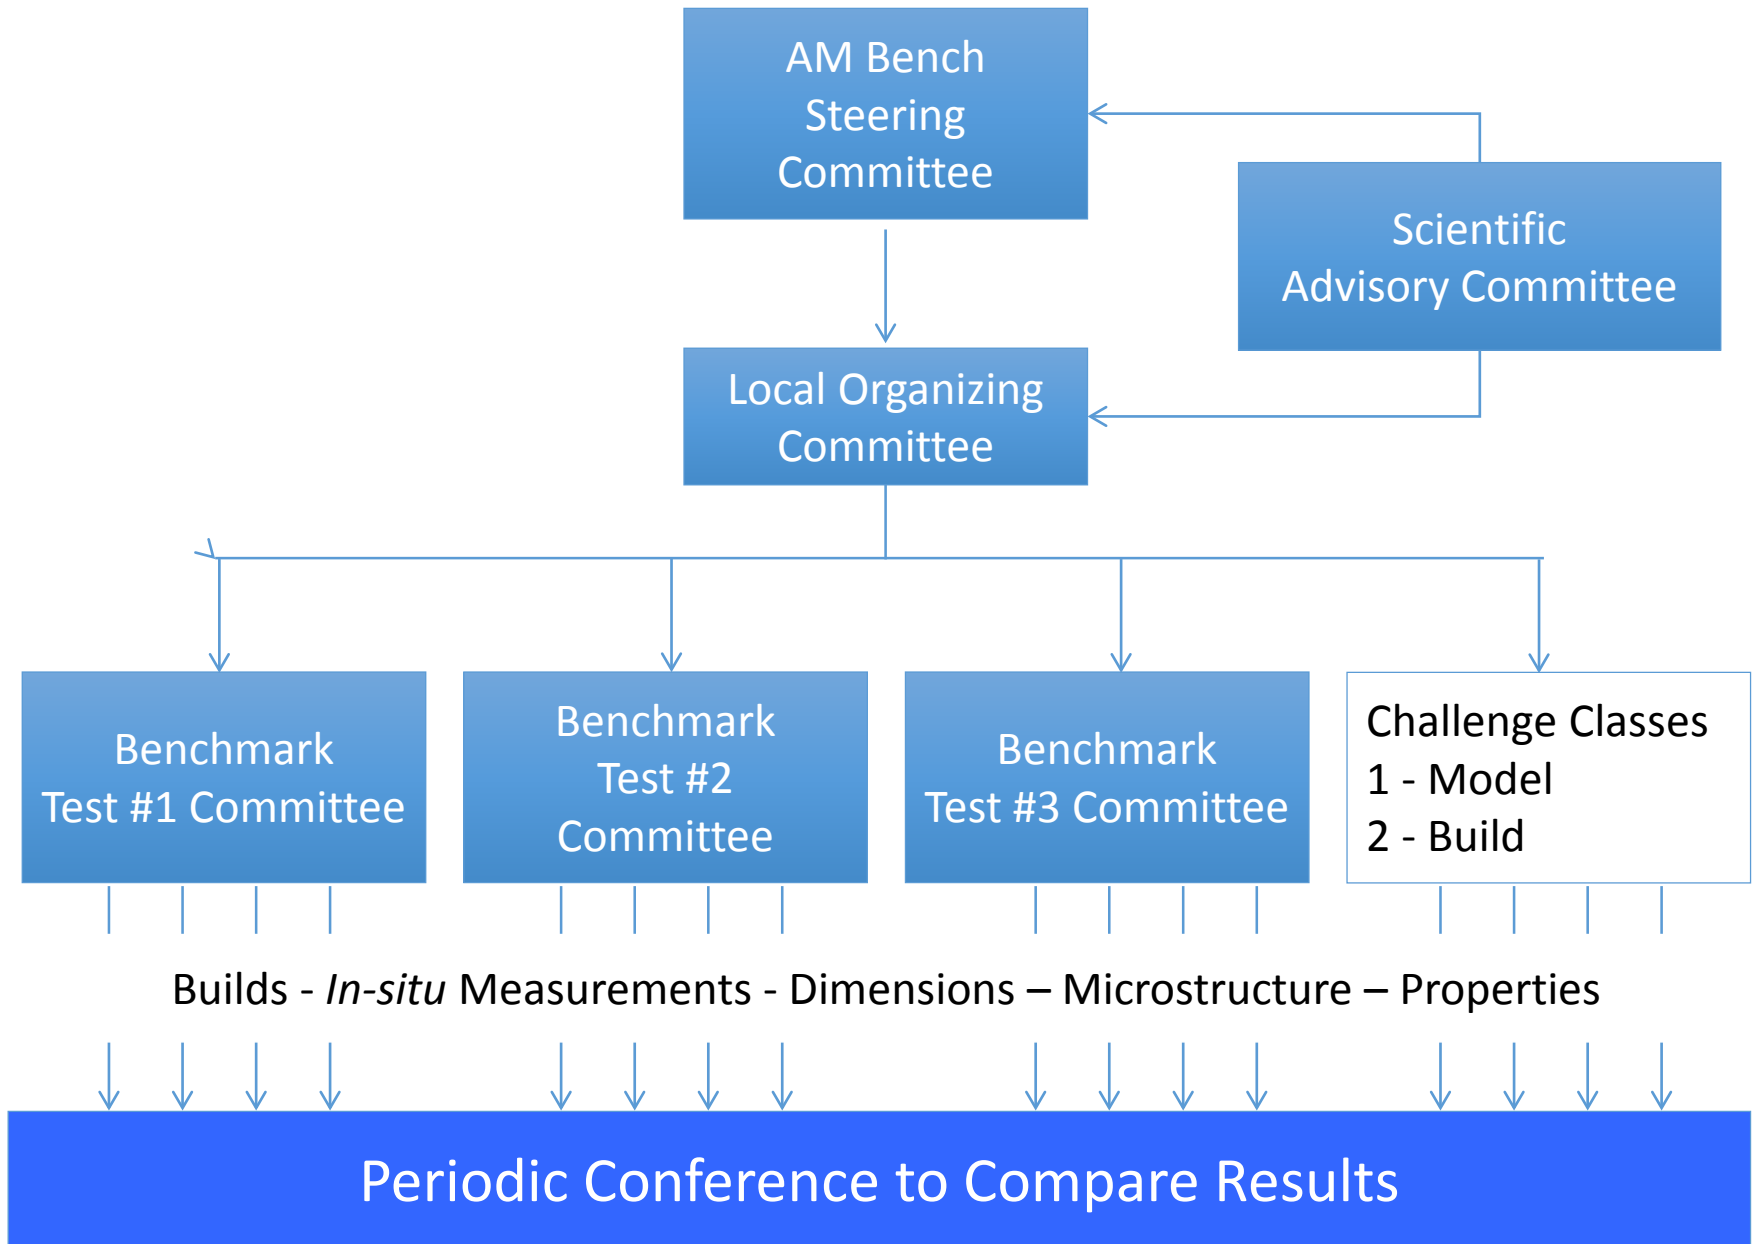 AM Bench
Steering
Committee
Scientific
Advisory Committee
Local Organizing
Committee
Benchmark
Test #1 Committee
Benchmark
Test #2
Committee
Benchmark
Test #3 Committee
Challenge Classes
1 - Model
2 - Build
Builds - In-situ Measurements - Dimensions – Microstructure – Properties
Periodic Conference to Compare Results